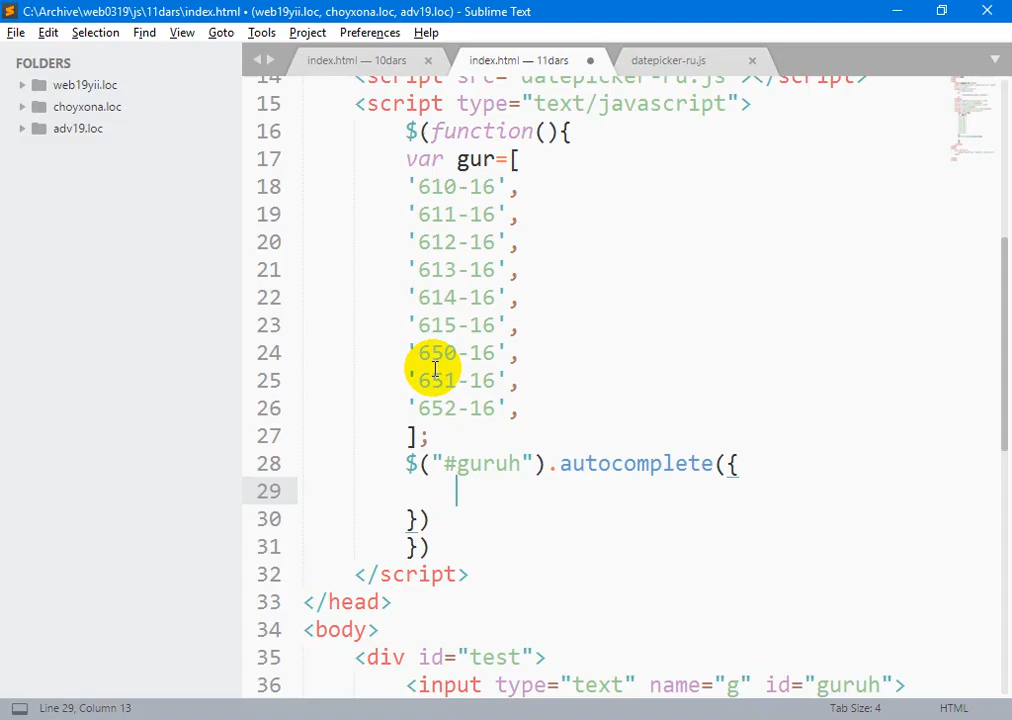 C:\Archive\web0319\js\11dars\index.html • (web19yii.loc, choyxona.loc, adv19.loc) - Sublime Text
File Edit Selection Find View Goto Tools Project Preferences Help
FOLDERS
web19yii.loc
choyxona.loc
adv19.loc
index.html — 10dars
index.html — 11dars
datepicker-ru.js
14 <script src="datepicker-ru.js"></script>
15 <script type="text/javascript">
16 $(function(){
17 var gur=[
18 '610-16',
19 '611-16',
20 '612-16',
21 '613-16',
22 '614-16',
23 '615-16',
24 '650-16',
25 '651-16',
26 '652-16',
27 ];
28 $("#guruh").autocomplete({
29
30 })
31 })
32 </script>
33 </head>
34 <body>
35 <div id="test">
36 <input type="text" name="g" id="guruh">
Line 29, Column 13
Tab Size: 4
HTML